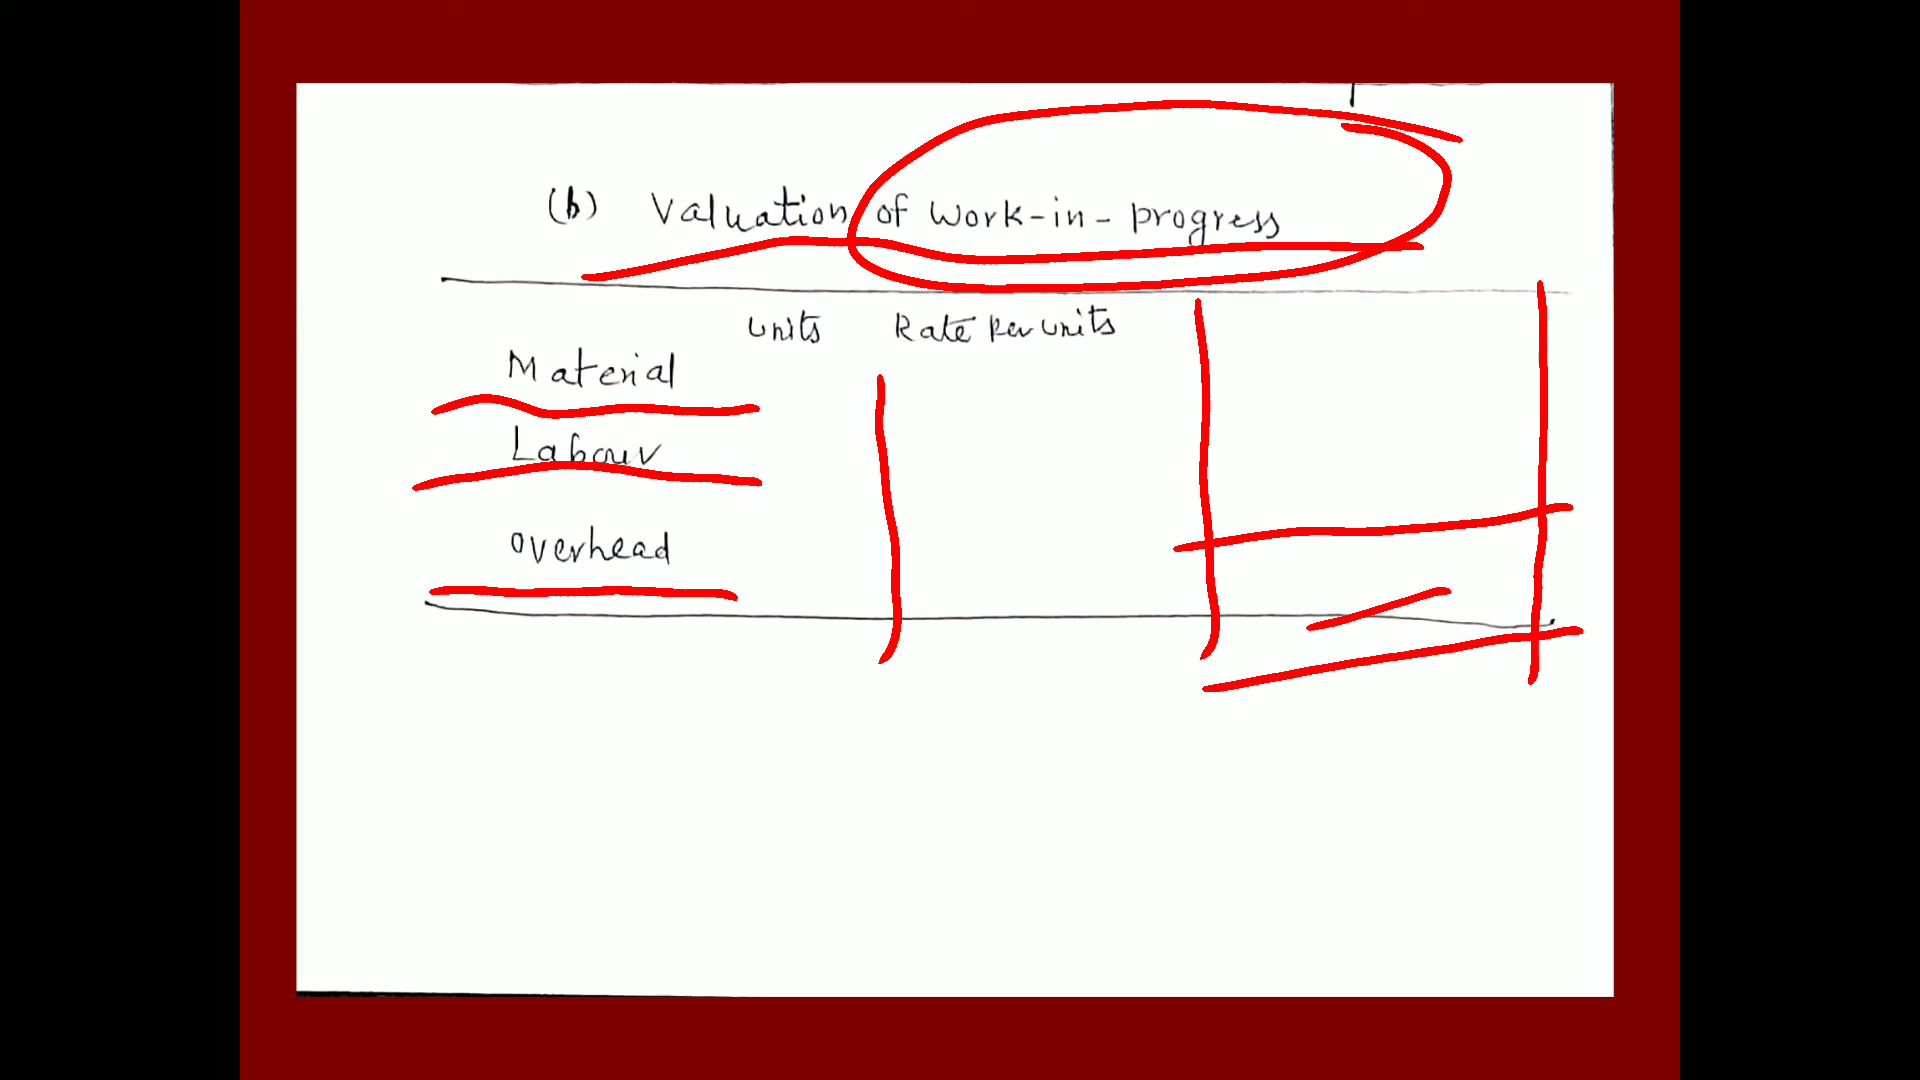 (b) Valuation of Work-in-progress
Units Rate per units
Material
Labour
Overhead